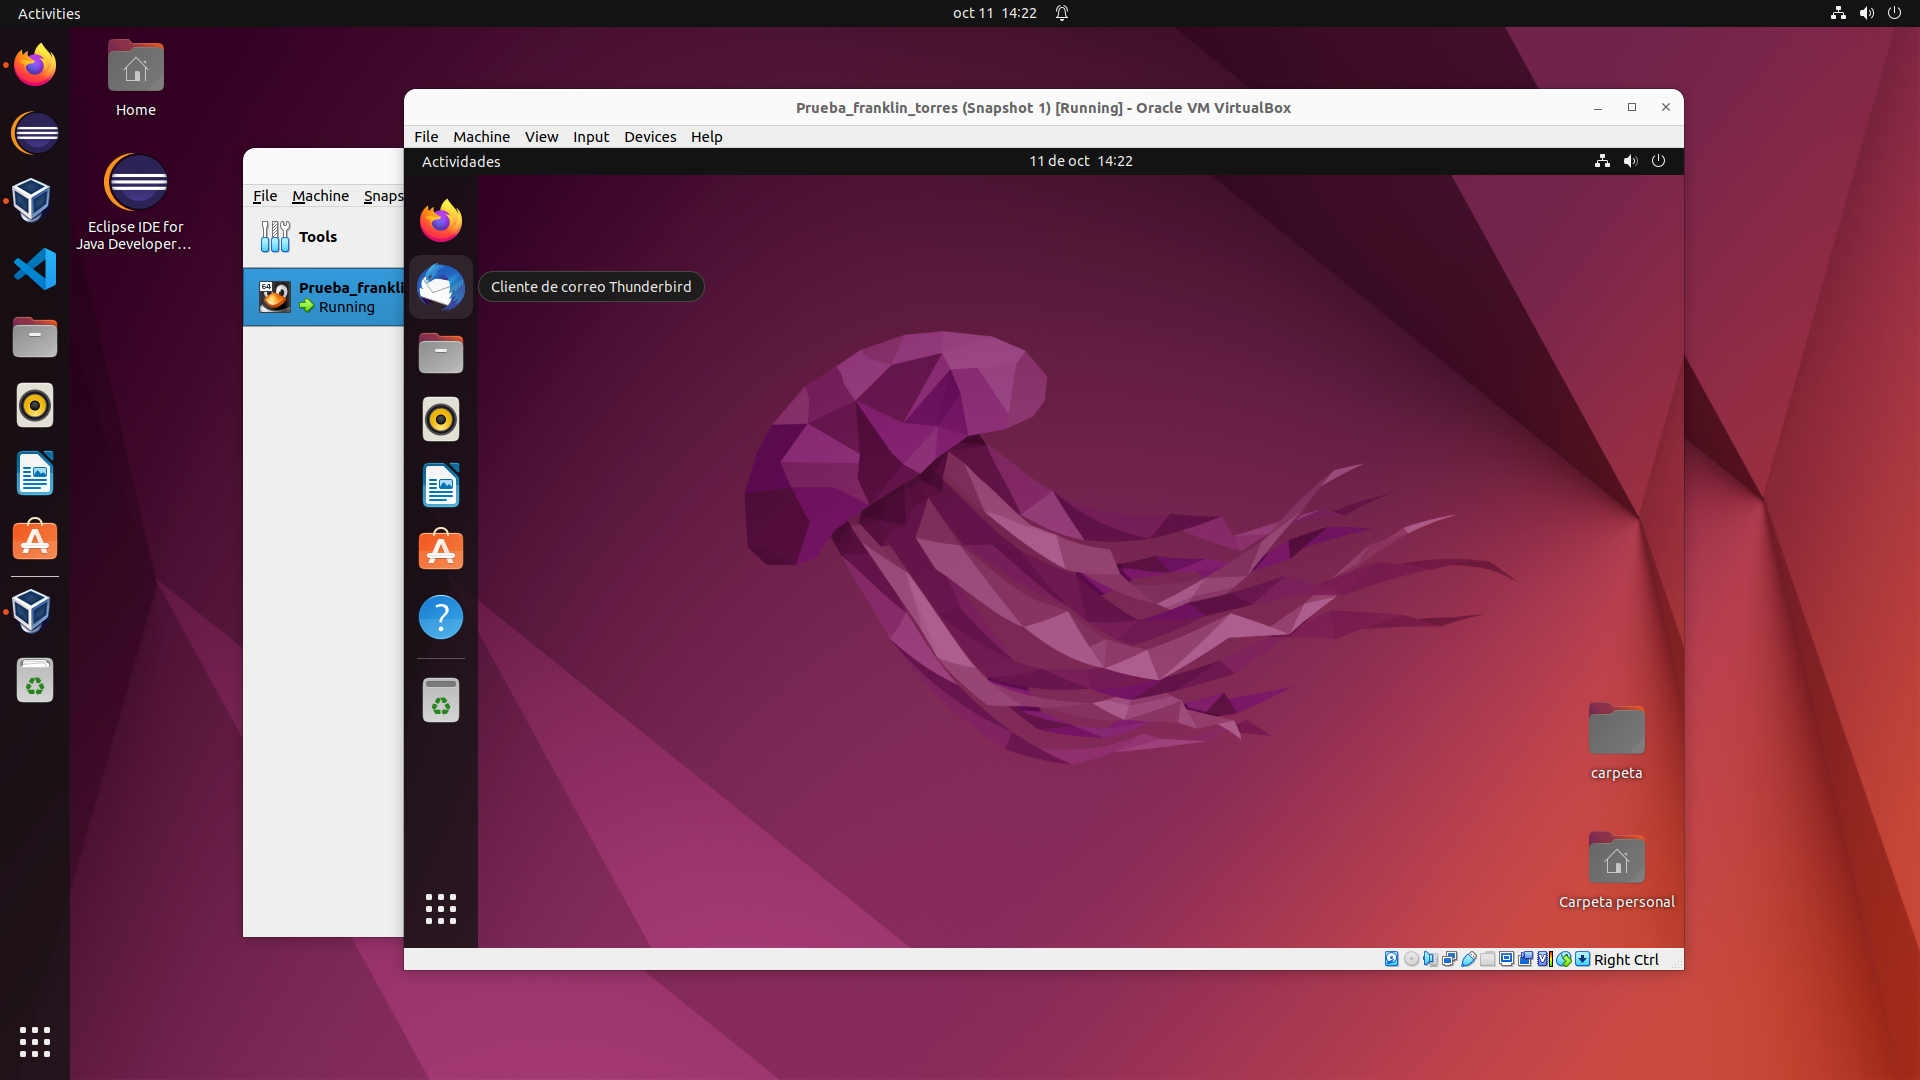 Activities
oct 11 14:22
Home
Eclipse IDE for
Java Developer…
Prueba_franklin_torres (Snapshot 1) [Running] - Oracle VM VirtualBox
File Machine View Input Devices Help
Actividades
11 de oct 14:22
File Machine Snaps
Tools
64
Prueba_frankli
Running
Cliente de correo Thunderbird
carpeta
Carpeta personal
Right Ctrl